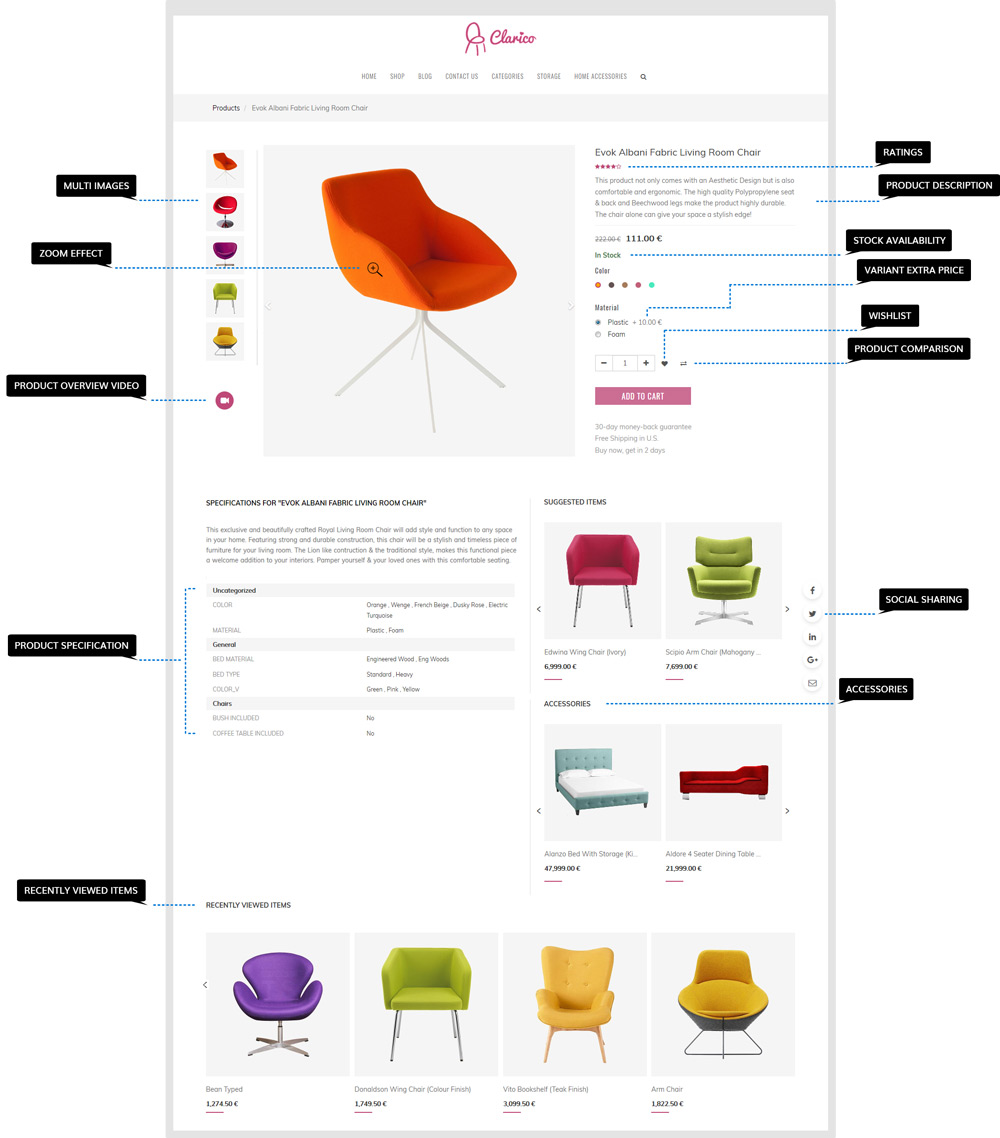 Clarico
HOME SHOP BLOG CONTACT US CATEGORIES STORAGE HOME ACCESSORIES
Products / Evok Albani Fabric Living Room Chair
MULTI IMAGES
ZOOM EFFECT
PRODUCT OVERVIEW VIDEO
Evok Albani Fabric Living Room Chair
RATINGS
This product not only comes with an Aesthetic Design but is also
comfortable and ergonomic. The high quality Polypropylene seat
& back and Beechwood legs make the product highly durable.
The chair alone can give your space a stylish edge!
PRODUCT DESCRIPTION
222.00 € 111.00 €
In Stock
STOCK AVAILABILITY
Color
VARIANT EXTRA PRICE
Material
Plastic + 10.00 €
Foam
WISHLIST
1
PRODUCT COMPARISON
ADD TO CART
30-day money-back guarantee
Free Shipping in U.S.
Buy now, get in 2 days
SPECIFICATIONS FOR "EVOK ALBANI FABRIC LIVING ROOM CHAIR"
This exclusive and beautifully crafted Royal Living Room Chair will add style and function to any space
in your home. Featuring strong and durable construction, this chair will be a stylish and timeless piece of
furniture for your living room. The Lion like contruction & the traditional style, makes this functional piece
a welcome addition to your interiors. Pamper yourself & your loved ones with this comfortable seating.
PRODUCT SPECIFICATION
Uncategorized
COLOR Orange , Wenge , French Beige , Dusky Rose , Electric
Turquoise
MATERIAL Plastic , Foam
General
BED MATERIAL Engineered Wood , Eng Woods
BED TYPE Standard , Heavy
COLOR_V Green , Pink , Yellow
Chairs
BUSH INCLUDED No
COFFEE TABLE INCLUDED No
SUGGESTED ITEMS
Edwina Wing Chair (Ivory) Scipio Arm Chair (Mahogany ...
6,999.00 € 7,699.00 €
f
in
G+
SOCIAL SHARING
ACCESSORIES
ACCESSORIES
Alanzo Bed With Storage (Ki... Aldore 4 Seater Dining Table ...
47,999.00 € 21,999.00 €
RECENTLY VIEWED ITEMS
RECENTLY VIEWED ITEMS
Bean Typed Donaldson Wing Chair (Colour Finish) Vito Bookshelf (Teak Finish) Arm Chair
1,274.50 € 1,749.50 € 3,099.50 € 1,822.50 €